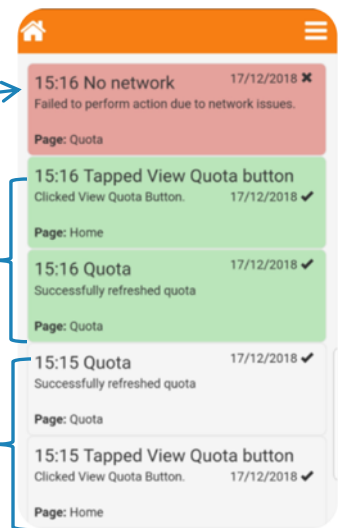 15:16 No network 17/12/2018
Failed to perform action due to network issues.
Page: Quota
15:16 Tapped View Quota button
Clicked View Quota Button. 17/12/2018
Page: Home
15:16 Quota 17/12/2018
Successfully refreshed quota
Page: Quota
15:15 Quota 17/12/2018
Successfully refreshed quota
Page: Quota
15:15 Tapped View Quota button
Clicked View Quota Button. 17/12/2018
Page: Home